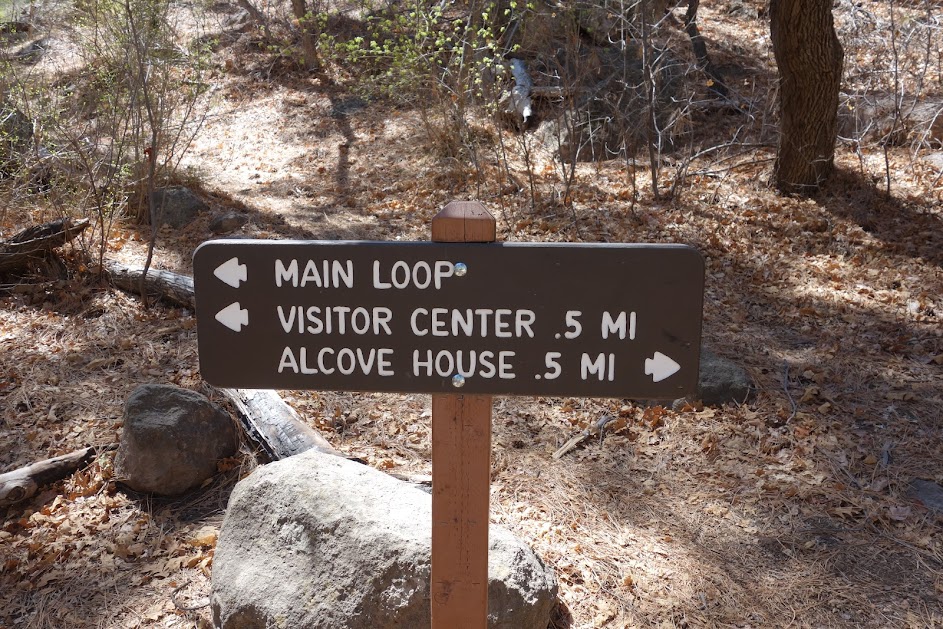 MAIN LOOP
VISITOR CENTER .5 MI
ALCOVE HOUSE .5 MI